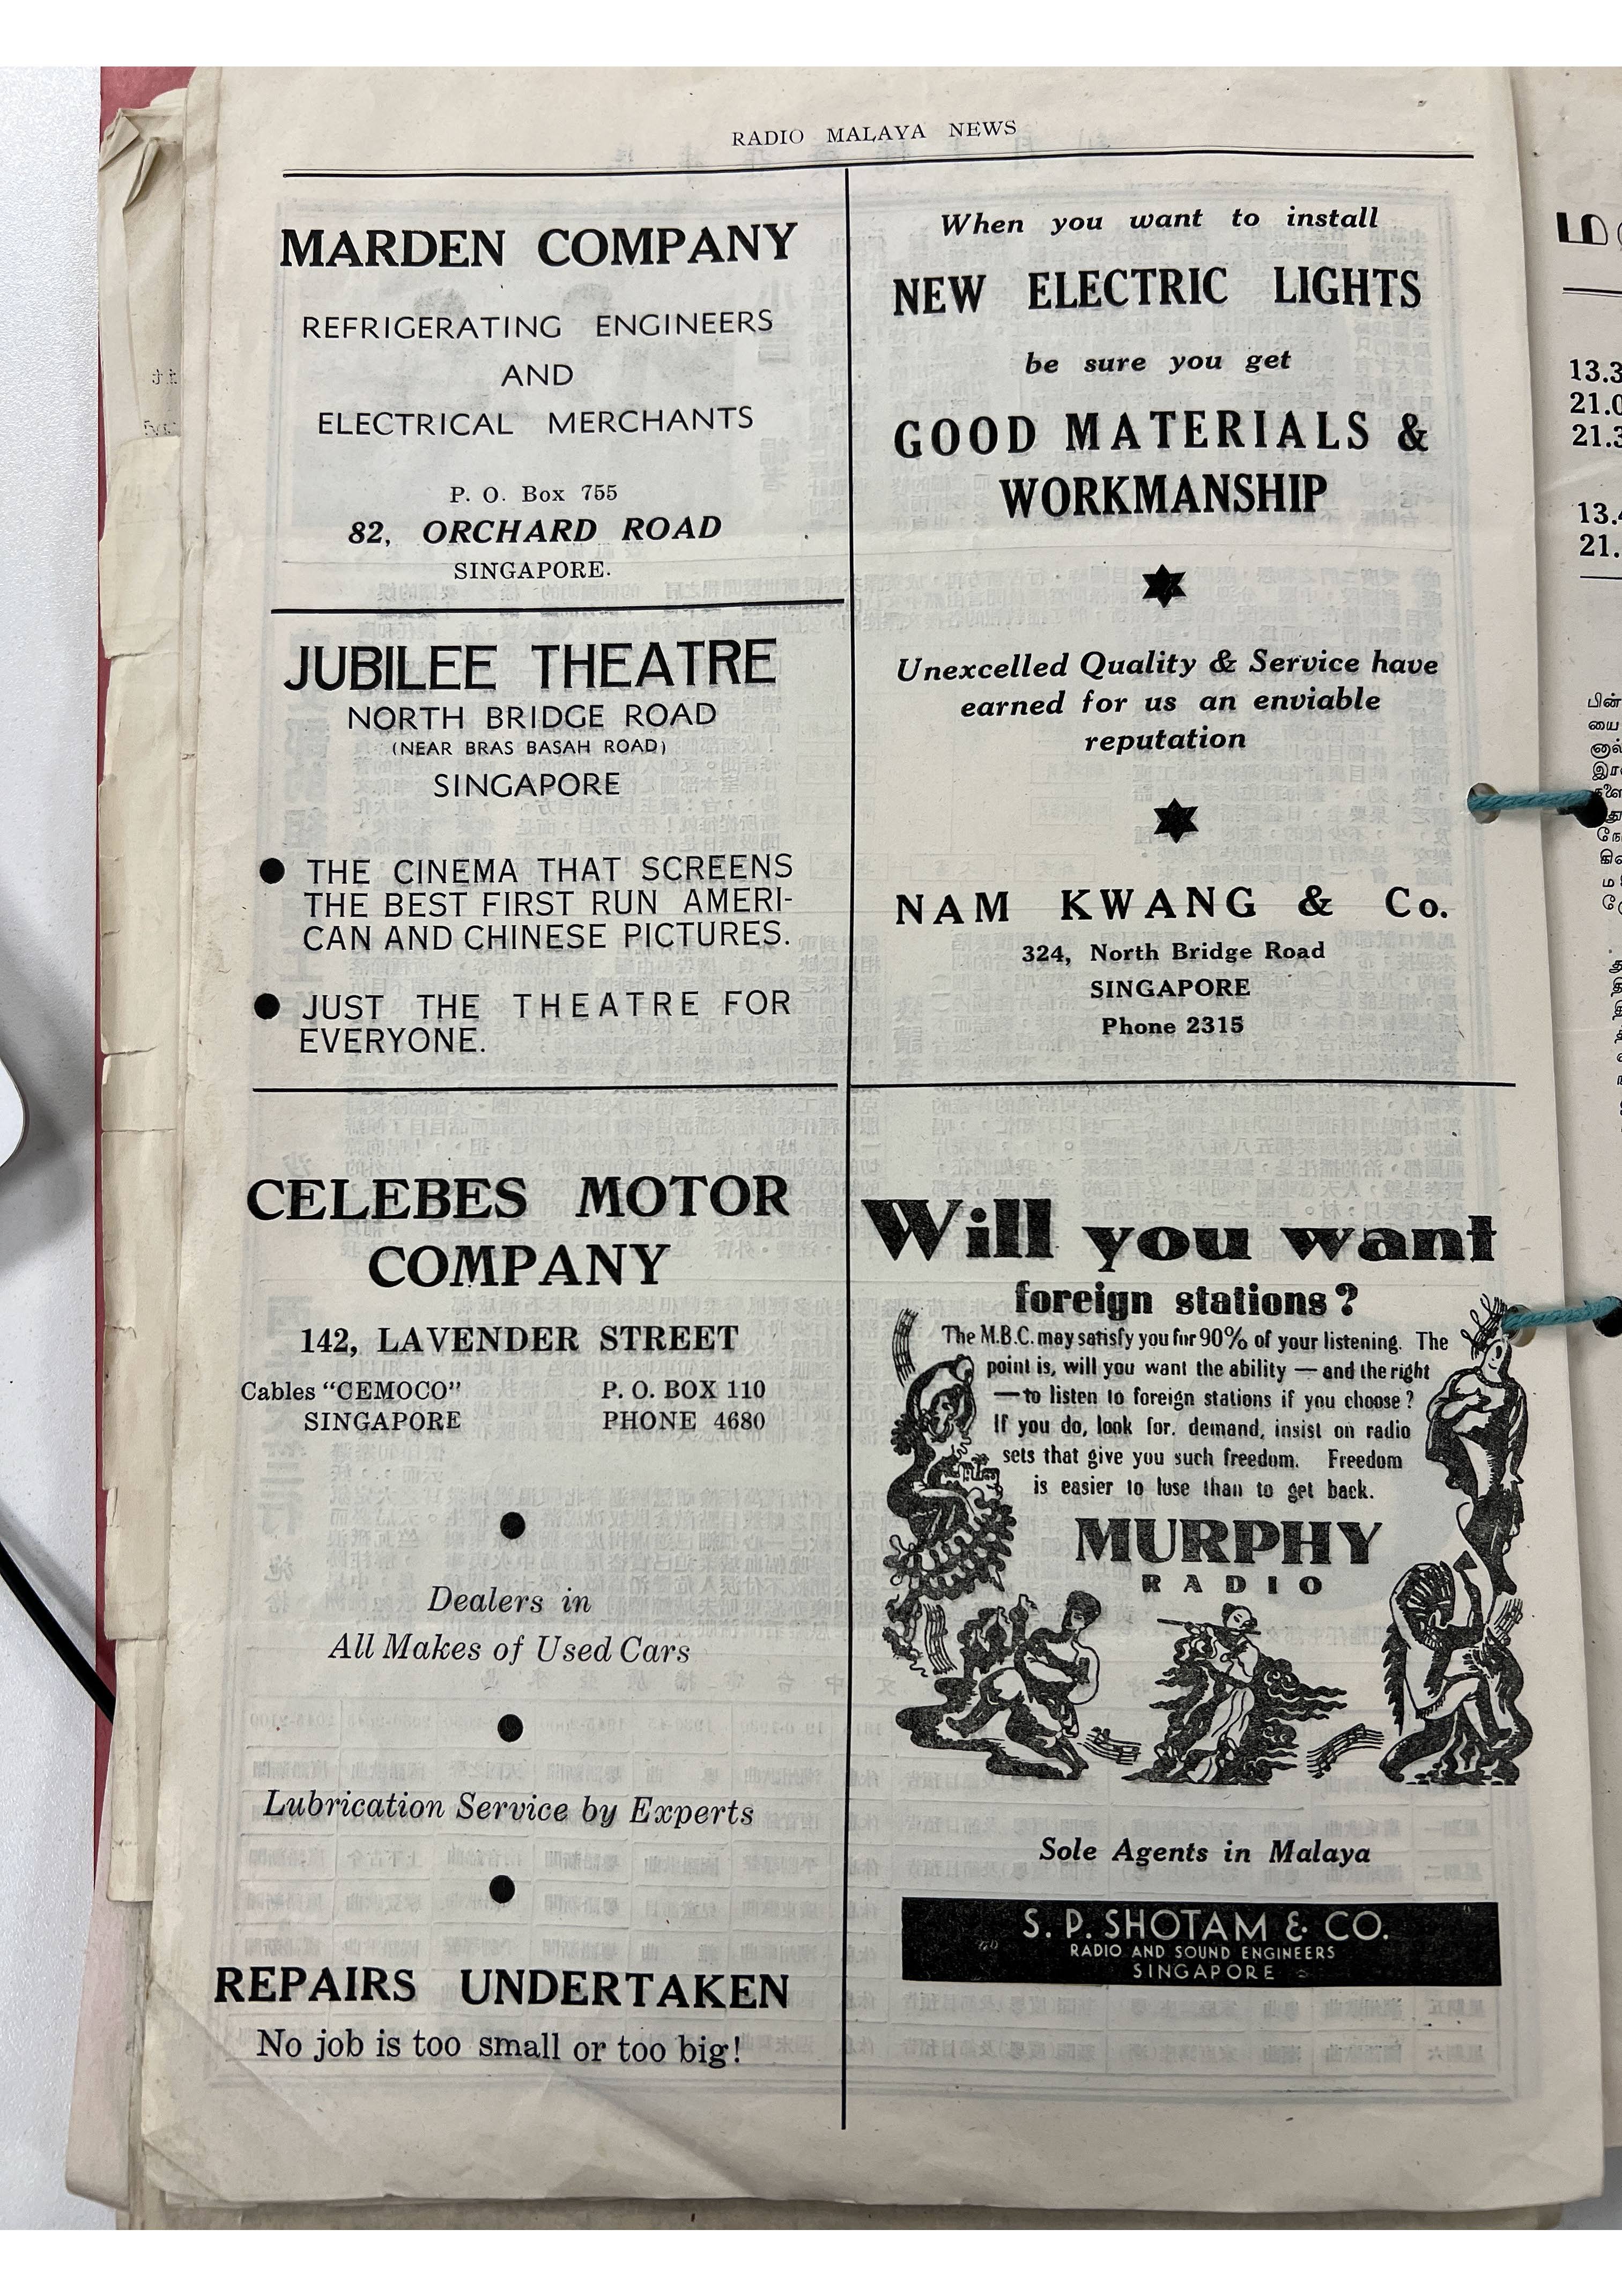 RADIO MALAYA NEWS
MARDEN COMPANY
REFRIGERATING ENGINEERS
AND
ELECTRICAL MERCHANTS
P. O. Box 755
82, ORCHARD ROAD
SINGAPORE.
JUBILEE THEATRE
NORTH BRIDGE ROAD
(NEAR BRAS BASAH ROAD)
SINGAPORE
● THE CINEMA THAT SCREENS
THE BEST FIRST RUN AMERI-
CAN AND CHINESE PICTURES.
● JUST THE THEATRE FOR
EVERYONE.
CELEBES MOTOR
COMPANY
142, LAVENDER STREET
Cables "CEMOCO" P. O. BOX 110
SINGAPORE PHONE 4680
Dealers in
All Makes of Used Cars
Lubrication Service by Experts
REPAIRS UNDERTAKEN
No job is too small or too big!
When you want to install
NEW ELECTRIC LIGHTS
be sure you get
GOOD MATERIALS &
WORKMANSHIP
Unexcelled Quality & Service have
earned for us an enviable
reputation
NAM KWANG & Co.
324, North Bridge Road
SINGAPORE
Phone 2315
Will you want
foreign stations?
The M.B.C. may satisfy you for 90% of your listening. The
point is, will you want the ability — and the right
— to listen to foreign stations if you choose?
If you do, look for, demand, insist on radio
sets that give you such freedom. Freedom
is easier to lose than to get back.
MURPHY
RADIO
Sole Agents in Malaya
S. P. SHOTAM & CO.
RADIO AND SOUND ENGINEERS
SINGAPORE
13.3
21.0
21.3
13.4
21.